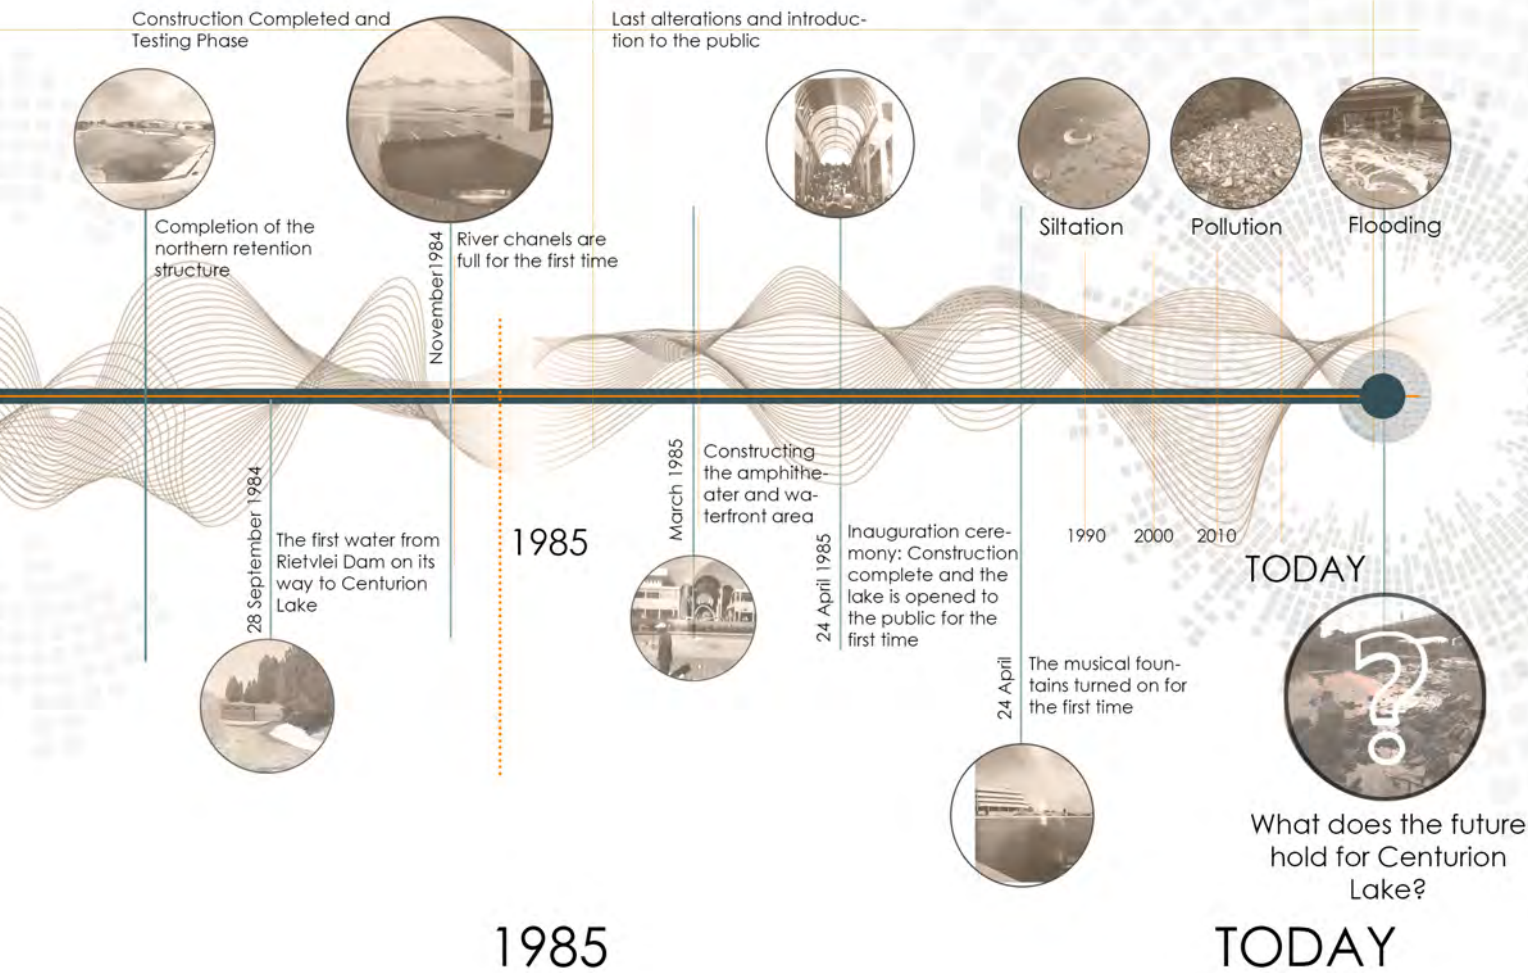 Construction Completed and
Testing Phase
Last alterations and introduc-
tion to the public
Completion of the
northern retention
structure
November1984
River chanels are
full for the first time
Siltation
Pollution
Flooding
28 September 1984
The first water from
Rietvlei Dam on its
way to Centurion
Lake
1985
March 1985
Constructing
the amphithe-
ater and wa-
terfront area
24 April 1985
Inauguration cere-
mony: Construction
complete and the
lake is opened to
the public for the
first time
24 April
The musical foun-
tains turned on for
the first time
1990
2000
2010
TODAY
?
What does the future
hold for Centurion
Lake?
1985
TODAY